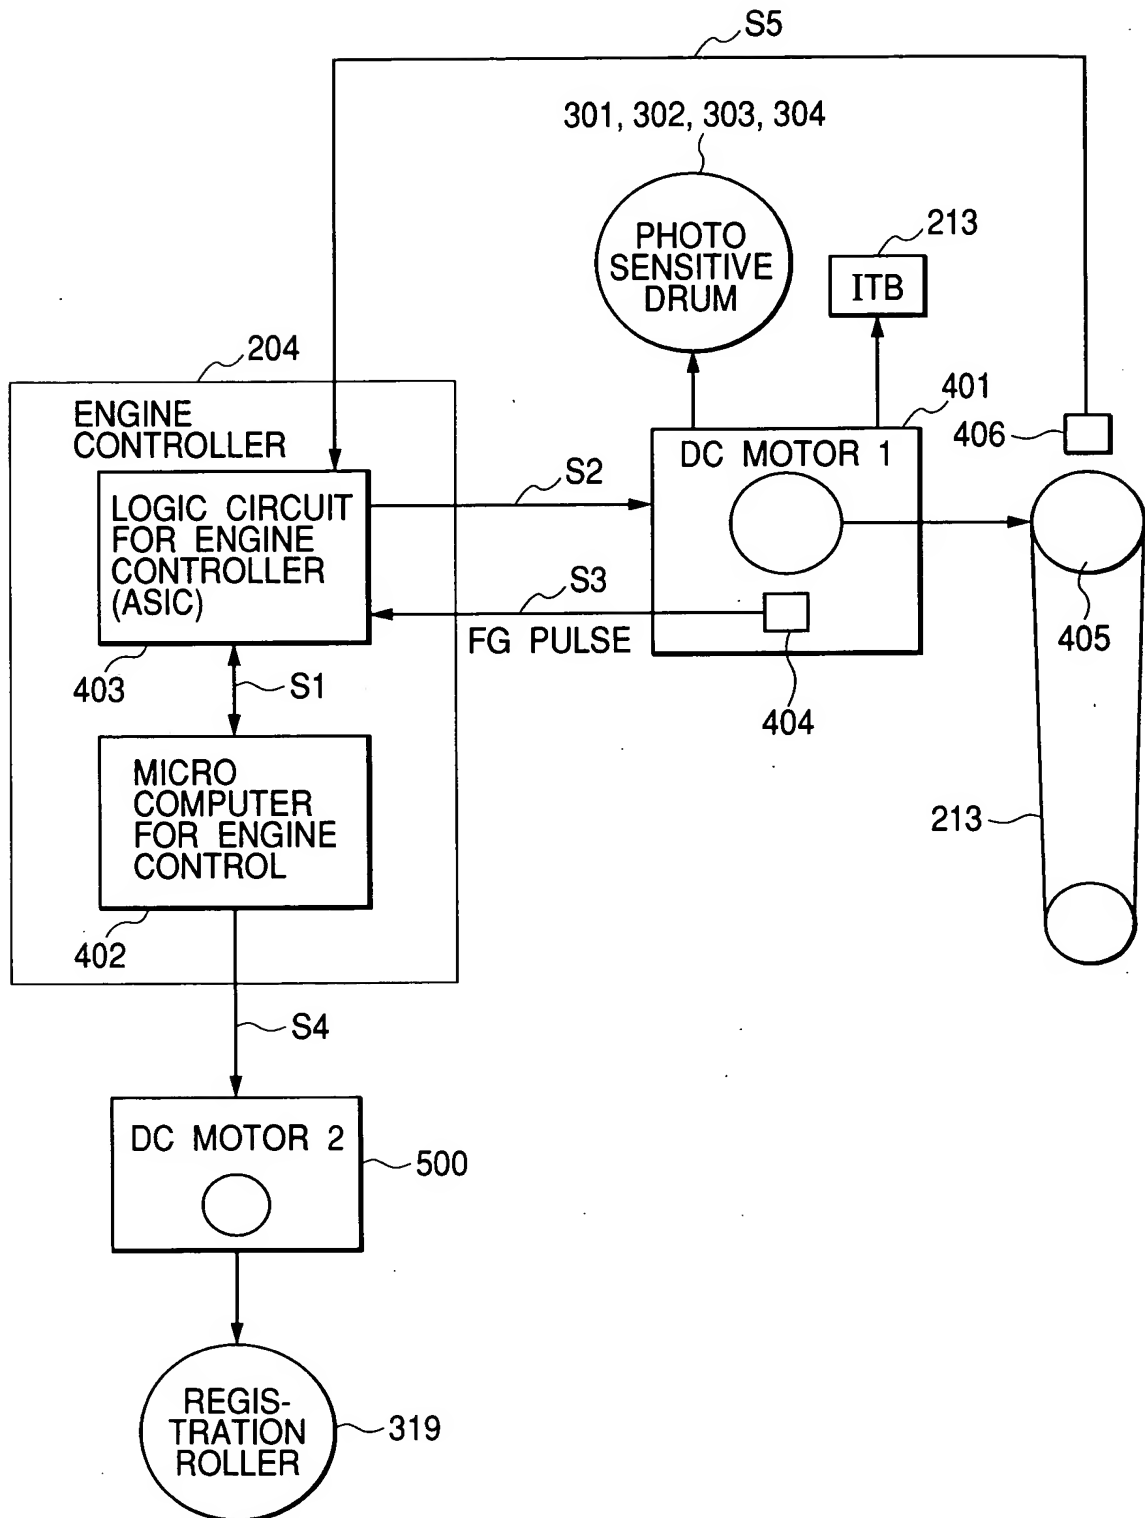 S5
301, 302, 303, 304
PHOTO
SENSITIVE
DRUM
213
ITB
204
ENGINE
CONTROLLER
401
DC MOTOR 1
406
LOGIC CIRCUIT
FOR ENGINE
CONTROLLER
(ASIC)
S2
S3
FG PULSE
405
403
S1
404
MICRO
COMPUTER
FOR ENGINE
CONTROL
213
402
S4
DC MOTOR 2
500
REGIS-
TRATION
ROLLER
319